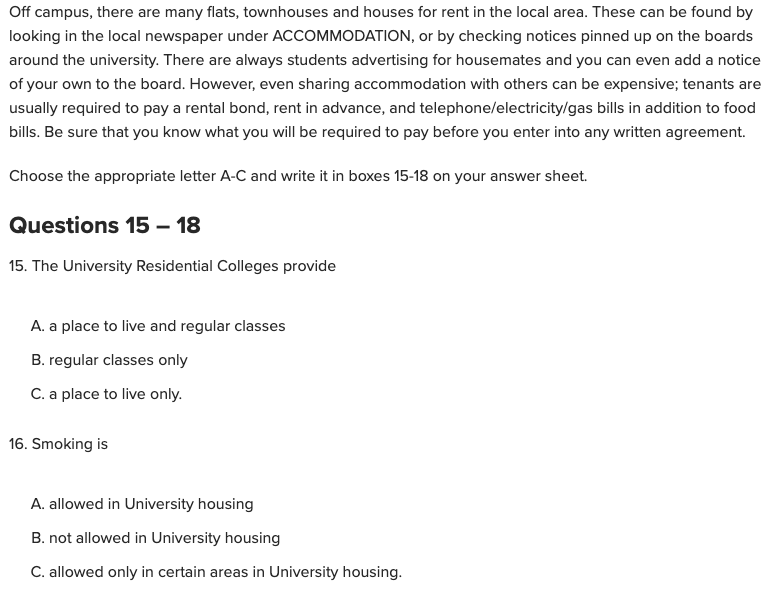 Off campus, there are many flats, townhouses and houses for rent in the local area. These can be found by
looking in the local newspaper under ACCOMMODATION, or by checking notices pinned up on the boards
around the university. There are always students advertising for housemates and you can even add a notice
of your own to the board. However, even sharing accommodation with others can be expensive; tenants are
usually required to pay a rental bond, rent in advance, and telephone/electricity/gas bills in addition to food
bills. Be sure that you know what you will be required to pay before you enter into any written agreement.
Choose the appropriate letter A-C and write it in boxes 15-18 on your answer sheet.
Questions 15 – 18
15. The University Residential Colleges provide
A. a place to live and regular classes
B. regular classes only
C. a place to live only.
16. Smoking is
A. allowed in University housing
B. not allowed in University housing
C. allowed only in certain areas in University housing.